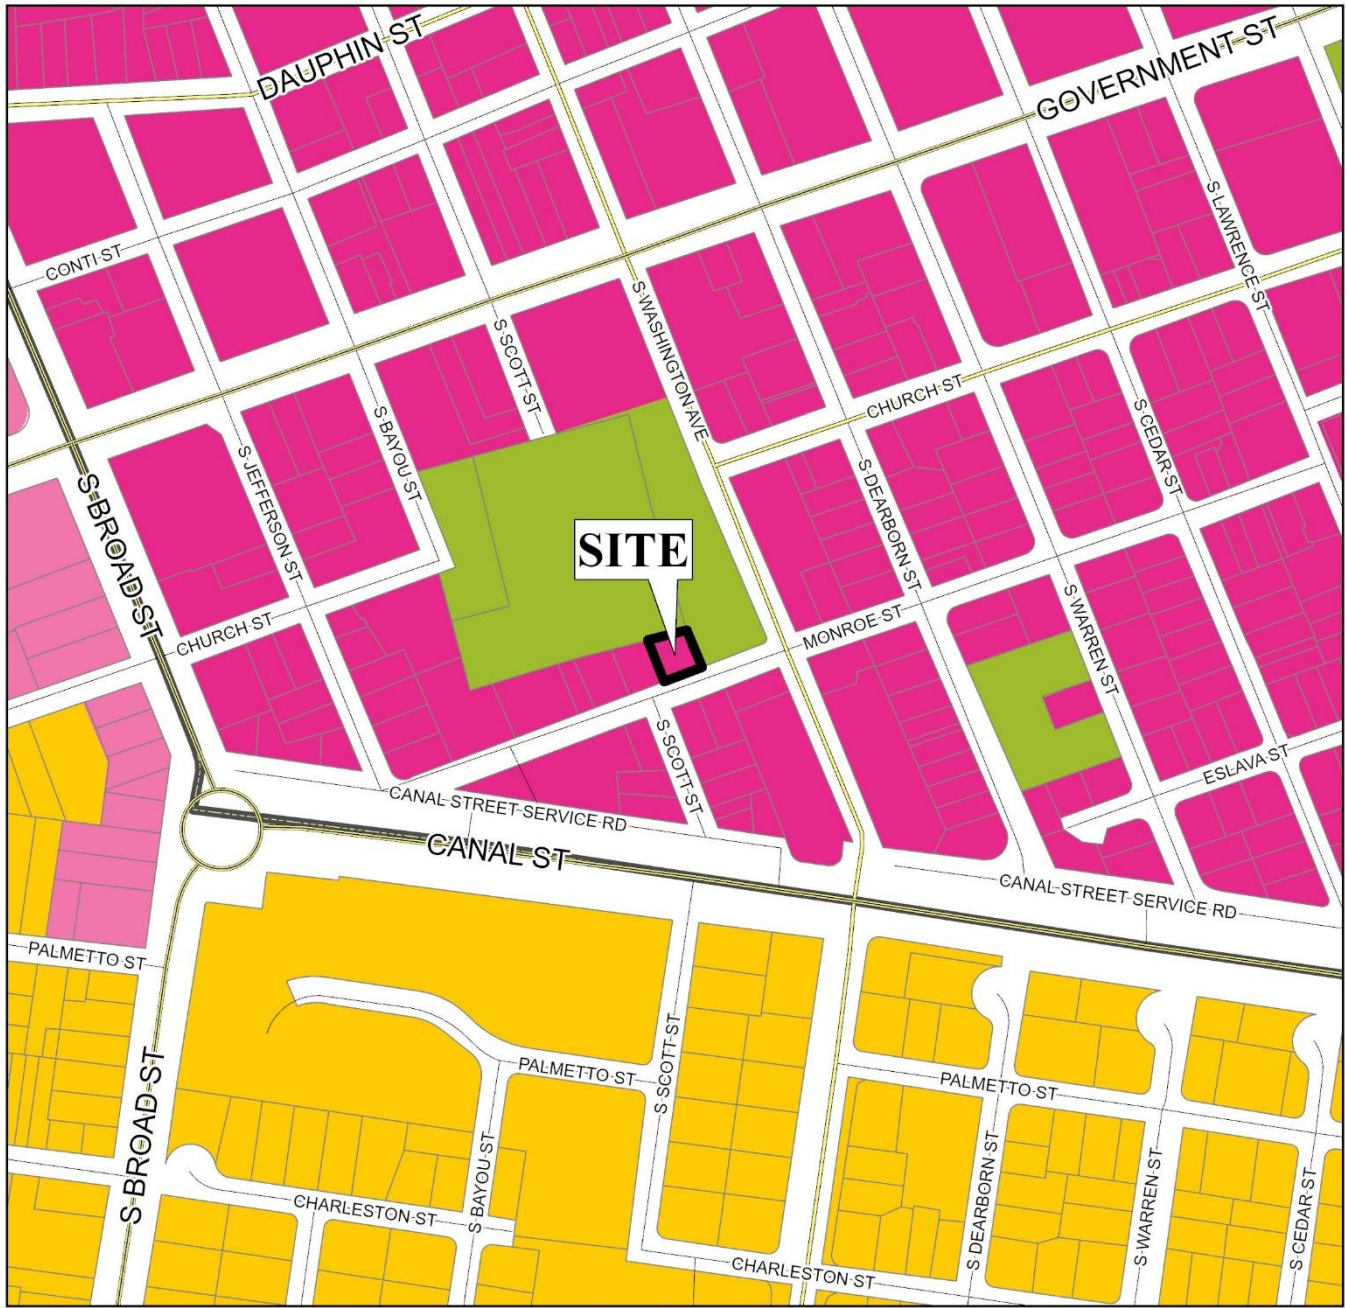 DAUPHIN ST
GOVERNMENT ST
S LAWRENCE ST
CONTI ST
S WASHINGTON AVE
S SCOTT ST
CHURCH ST
S BAYOU ST
S CEDAR ST
S JEFFERSON ST
S DEARBORN ST
S BROAD ST
SITE
S WARREN ST
CHURCH ST
MONROE ST
S SCOTT ST
ESLAVA ST
CANAL STREET SERVICE RD
CANAL ST
CANAL STREET SERVICE RD
PALMETTO ST
PALMETTO ST
S SCOTT ST
PALMETTO ST
S BROAD ST
S BAYOU ST
S DEARBORN ST
S WARREN ST
S CEDAR ST
CHARLESTON ST
CHARLESTON ST